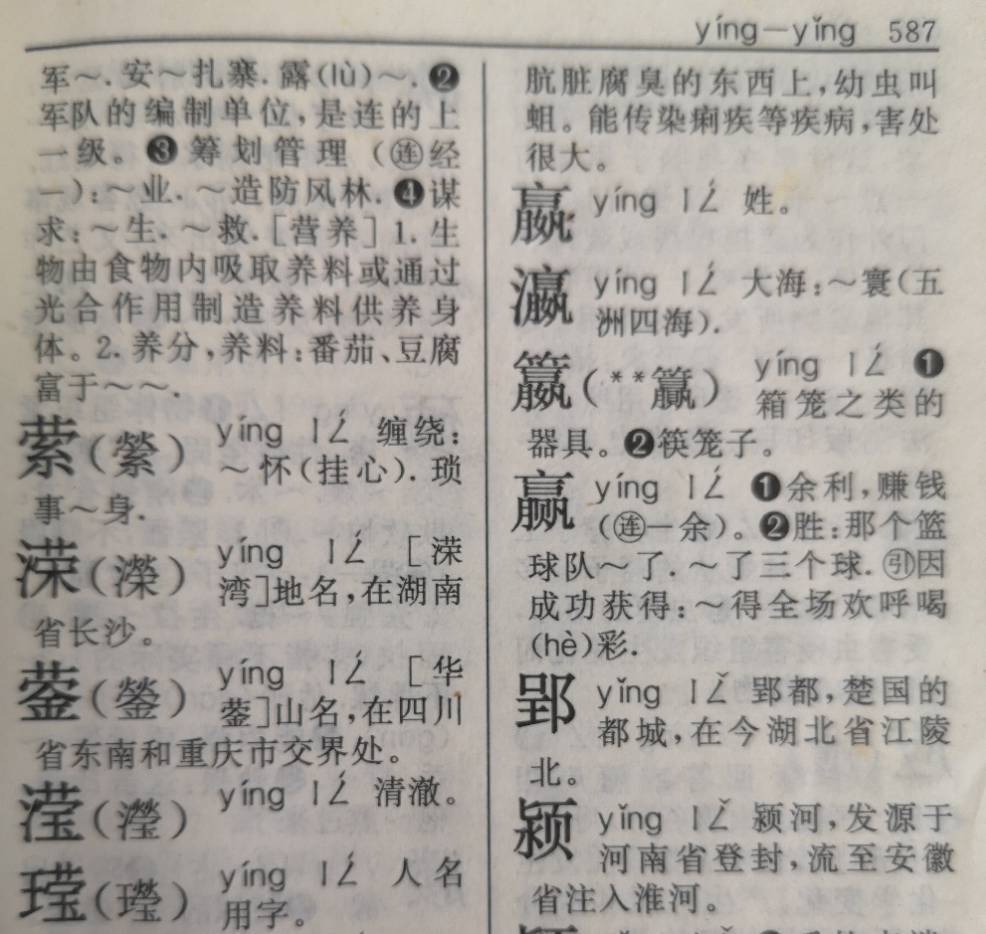 yíng—yǐng 587
军～.安～扎寨.露(lù)～.❷
军队的编制单位,是连的上
一级。❸筹划管理（㊣经
一）:～业.～造防风林.❹谋
求:～生.～救.[营养]1.生
物由食物内吸取养料或通过
光合作用制造养料供养身
体。2.养分,养料:番茄、豆腐
富于～～.
萦(縈) yíng ㄧㄥˊ 缠绕:
～怀(挂心).琐
事～身.
溁(濚) yíng ㄧㄥˊ [溁
湾]地名,在湖南
省长沙。
蓥(鎣) yíng ㄧㄥˊ [华
蓥]山名,在四川
省东南和重庆市交界处。
滢(瀅) yíng ㄧㄥˊ 清澈。
瑩(瓔) yíng ㄧㄥˊ 人名
用字。
肮脏腐臭的东西上,幼虫叫
蛆。能传染痢疾等疾病,害处
很大。
嬴 yíng ㄧㄥˊ 姓。
瀛 yíng ㄧㄥˊ 大海:～寰(五
洲四海).
籝(**籯) yíng ㄧㄥˊ ❶
箱笼之类的
器具。❷筷笼子。
赢 yíng ㄧㄥˊ ❶余利,赚钱
(连一余)。❷胜:那个篮
球队～了.～了三个球.引因
成功获得:～得全场欢呼喝
(hè)彩.
郢 yǐng ㄧㄥˇ 郢都,楚国的
都城,在今湖北省江陵
北。
颍 yǐng ㄧㄥˇ 颍河,发源于
河南省登封,流至安徽
省注入淮河。